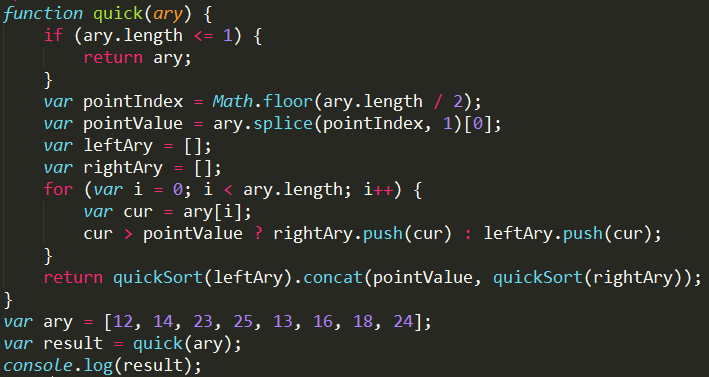 function quick(ary) {
    if (ary.length <= 1) {
        return ary;
    }
    var pointIndex = Math.floor(ary.length / 2);
    var pointValue = ary.splice(pointIndex, 1)[0];
    var leftAry = [];
    var rightAry = [];
    for (var i = 0; i < ary.length; i++) {
        var cur = ary[i];
        cur > pointValue ? rightAry.push(cur) : leftAry.push(cur);
    }
    return quickSort(leftAry).concat(pointValue, quickSort(rightAry));
}
var ary = [12, 14, 23, 25, 13, 16, 18, 24];
var result = quick(ary);
console.log(result);